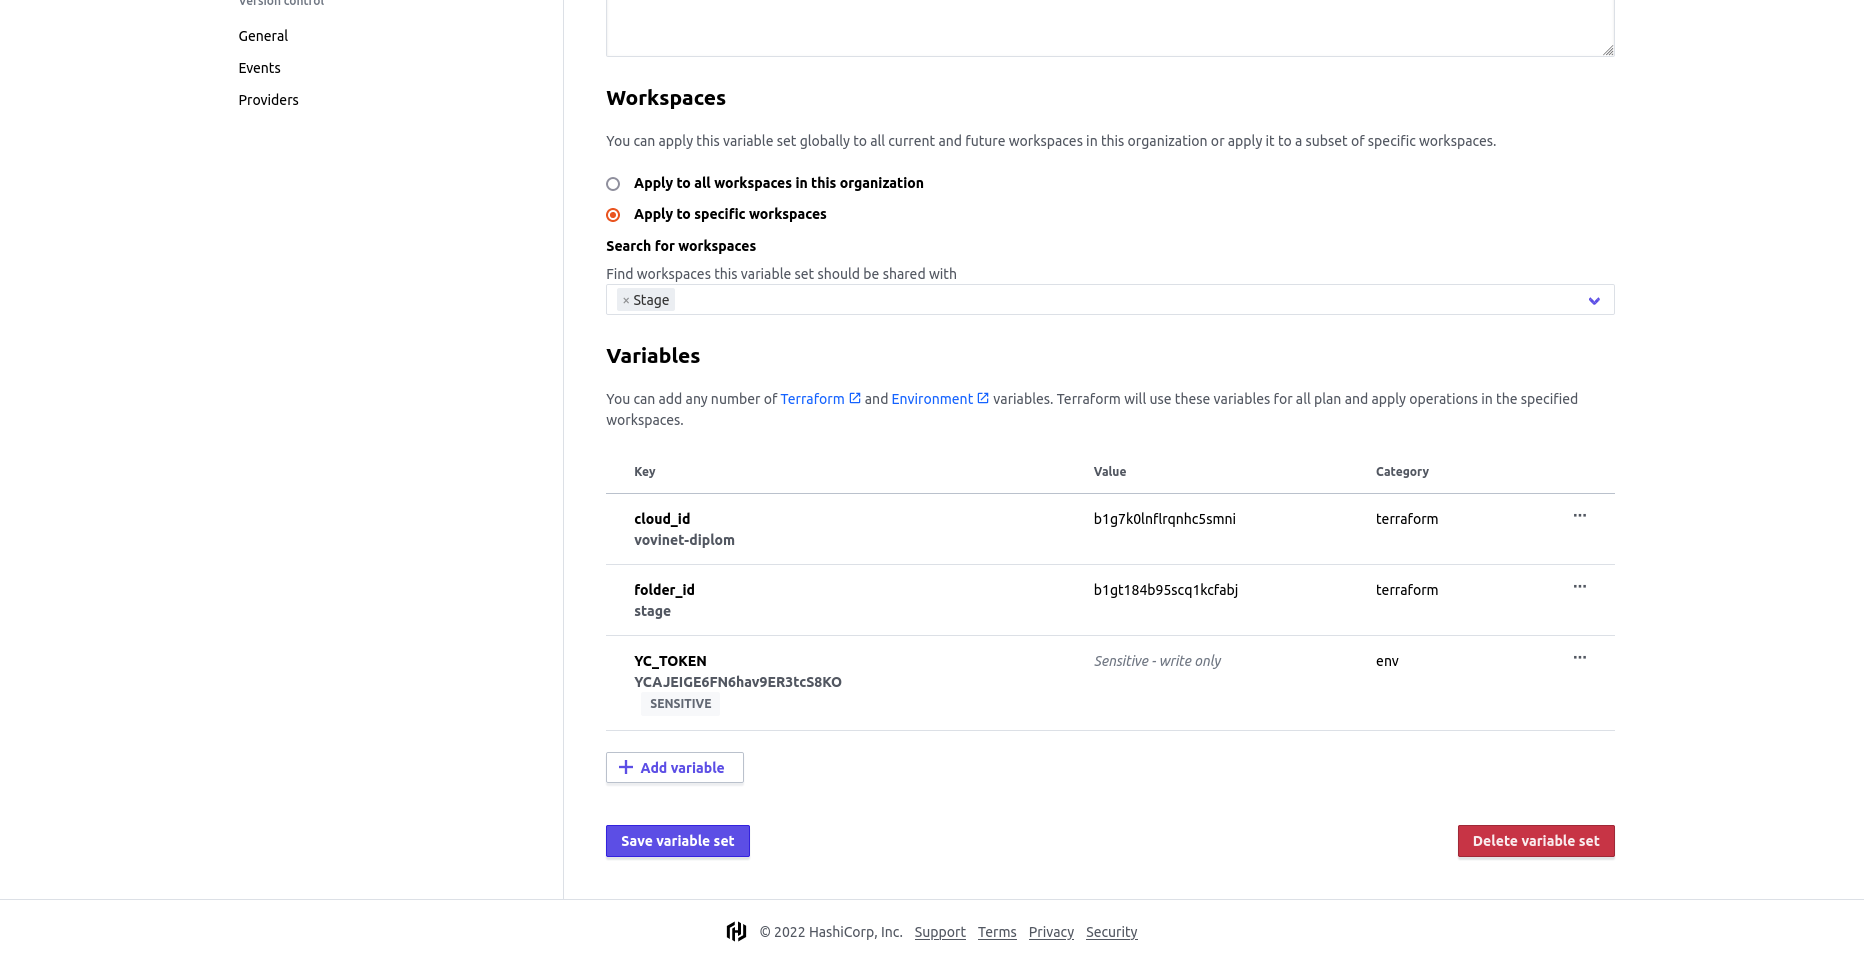 Version control
General
Events
Providers
Workspaces
You can apply this variable set globally to all current and future workspaces in this organization or apply it to a subset of specific workspaces.
Apply to all workspaces in this organization
Apply to specific workspaces
Search for workspaces
Find workspaces this variable set should be shared with
× Stage
Variables
You can add any number of Terraform and Environment variables. Terraform will use these variables for all plan and apply operations in the specified
workspaces.
Key Value Category
cloud_id b1g7k0lnflrqnhc5smni terraform ...
vovinet-diplom
folder_id b1gt184b95scq1kcfabj terraform ...
stage
YC_TOKEN Sensitive - write only env ...
YCAJEIGE6FN6hav9ER3tcS8KO
SENSITIVE
+ Add variable
Save variable set Delete variable set
© 2022 HashiCorp, Inc. Support Terms Privacy Security